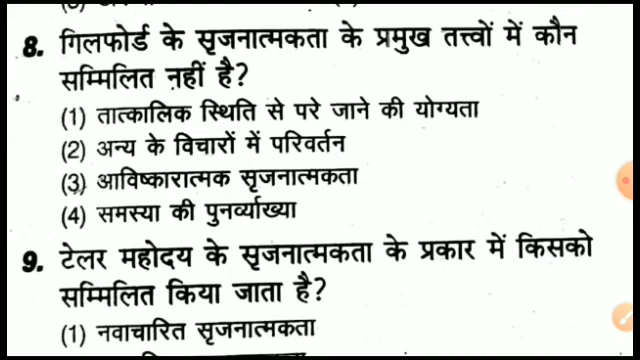 8. गिलफोर्ड के सृजनात्मकता के प्रमुख तत्त्वों में कौन
सम्मिलित नहीं है?
(1) तात्कालिक स्थिति से परे जाने की योग्यता
(2) अन्य के विचारों में परिवर्तन
(3) आविष्कारात्मक सृजनात्मकता
(4) समस्या की पुनर्व्याख्या
9. टेलर महोदय के सृजनात्मकता के प्रकार में किसको
सम्मिलित किया जाता है?
(1) नवाचारित सृजनात्मकता